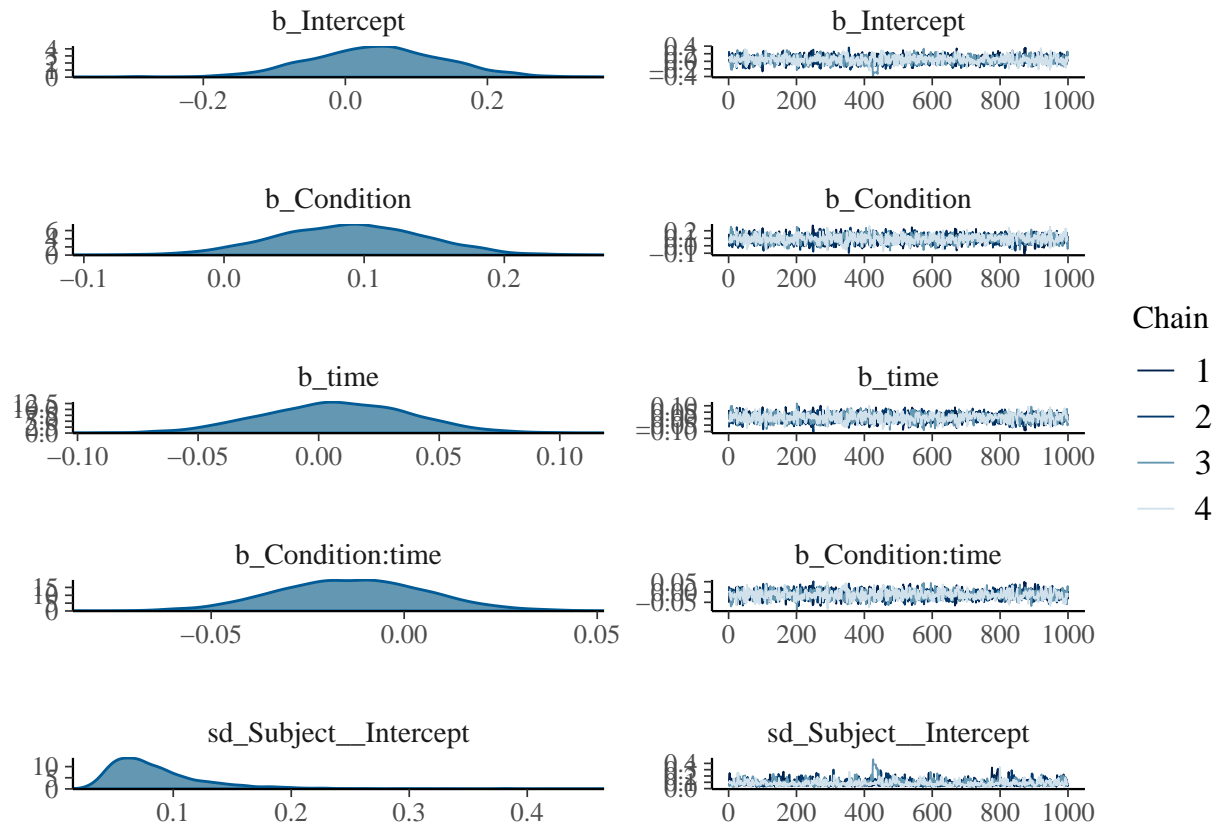 b_Intercept
−0.2 0.0 0.2
b_Intercept
0 200 400 600 800 1000
b_Condition
−0.1 0.0 0.1 0.2
b_Condition
0 200 400 600 800 1000
b_time
−0.10 −0.05 0.00 0.05 0.10
b_time
0 200 400 600 800 1000
b_Condition:time
−0.05 0.00 0.05
b_Condition:time
0 200 400 600 800 1000
sd_Subject__Intercept
0.1 0.2 0.3 0.4
sd_Subject__Intercept
0 200 400 600 800 1000
Chain
1
2
3
4